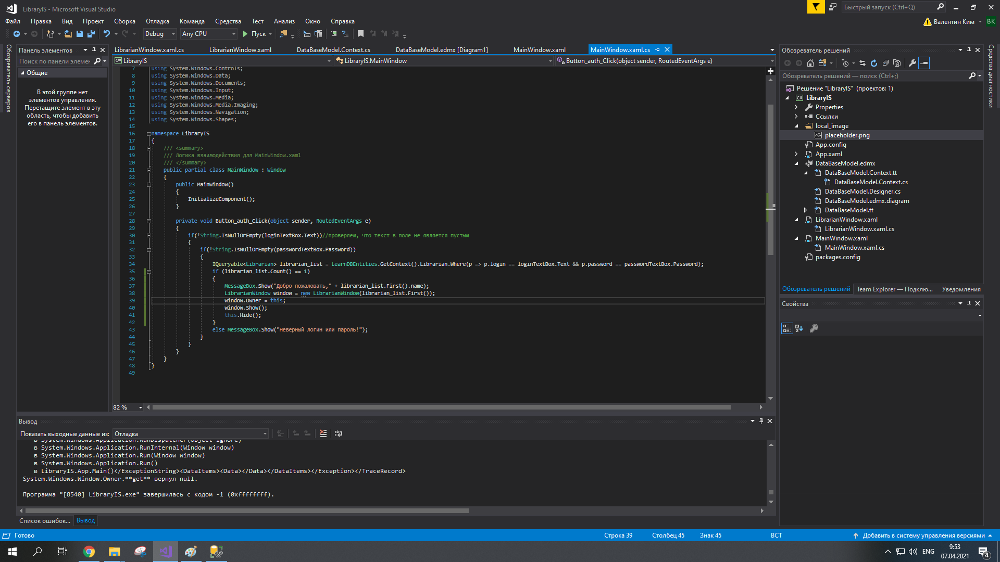 LibraryIS - Microsoft Visual Studio
Быстрый запуск (Ctrl+Q)
Файл Правка Вид Проект Сборка Отладка Команда Средства Тест Анализ Окно Справка
Валентин Ким ВК
Debug Any CPU Пуск
Обозреватель серверов
Панель элементов
Поиск по панели элемен
Общие
В этой группе нет
элементов управления.
Перетащите элемент в эту
область, чтобы добавить
его в панель элементов.
LibrarianWindow.xaml.cs LibrarianWindow.xaml DataBaseModel.Context.cs DataBaseModel.edmx [Diagram1] MainWindow.xaml MainWindow.xaml.cs
LibraryIS LibraryIS.MainWindow Button_auth_Click(object sender, RoutedEventArgs e)
7 using System.Windows.Controls;
8 using System.Windows.Data;
9 using System.Windows.Documents;
10 using System.Windows.Input;
11 using System.Windows.Media;
12 using System.Windows.Media.Imaging;
13 using System.Windows.Navigation;
14 using System.Windows.Shapes;
15
16 namespace LibraryIS
17 {
18 /// <summary>
19 /// Логика взаимодействия для MainWindow.xaml
20 /// </summary>
21 public partial class MainWindow : Window
22 {
23 public MainWindow()
24 {
25 InitializeComponent();
26 }
27
28 private void Button_auth_Click(object sender, RoutedEventArgs e)
29 {
30 if(!String.IsNullOrEmpty(loginTextBox.Text))//проверяем, что текст в поле не является пустым
31 {
32 if(!String.IsNullOrEmpty(passwordTextBox.Password))
33 {
34 IQueryable<Librarian> librarian_list = LearnDBEntities.GetContext().Librarian.Where(p => p.login == loginTextBox.Text && p.password == passwordTextBox.Password);
35 if (librarian_list.Count() == 1)
36 {
37 MessageBox.Show("Добро пожаловать," + librarian_list.First().name);
38 LibrarianWindow window = new LibrarianWindow(librarian_list.First());
39 window.Owner = this;
40 window.Show();
41 this.Hide();
42 }
43 else MessageBox.Show("Неверный логин или пароль!");
44 }
45 }
46 }
47 }
48 }
49
82 %
Вывод
Показать выходные данные из: Отладка
в System.Windows.Application.RunDispatcher(Object ignore)
в System.Windows.Application.RunInternal(Window window)
в System.Windows.Application.Run(Window window)
в System.Windows.Application.Run()
в LibraryIS.App.Main()</ExceptionString><DataItems><Data></Data></DataItems></Exception></TraceRecord>
System.Windows.Window.Owner.**get** вернул null.
Программа "[8540] LibraryIS.exe" завершилась с кодом -1 (0xffffffff).
Список ошибок... Вывод
Обозреватель решений
Обозреватель решений — поиск (Ctrl+;)
Решение "LibraryIS" (проектов: 1)
LibraryIS
Properties
Ссылки
local_image
placeholder.png
App.config
App.xaml
DataBaseModel.edmx
DataBaseModel.Context.tt
DataBaseModel.Context.cs
DataBaseModel.Designer.cs
DataBaseModel.edmx.diagram
DataBaseModel.tt
LibrarianWindow.xaml
LibrarianWindow.xaml.cs
MainWindow.xaml
MainWindow.xaml.cs
packages.config
Обозреватель решений Team Explorer — Подклю... Уведомления
Свойства
Средства диагностики
Готово Строка 39 Столбец 45 Знак 45 ВСТ Добавить в систему управления версиями
ENG
9:53
07.04.2021
4